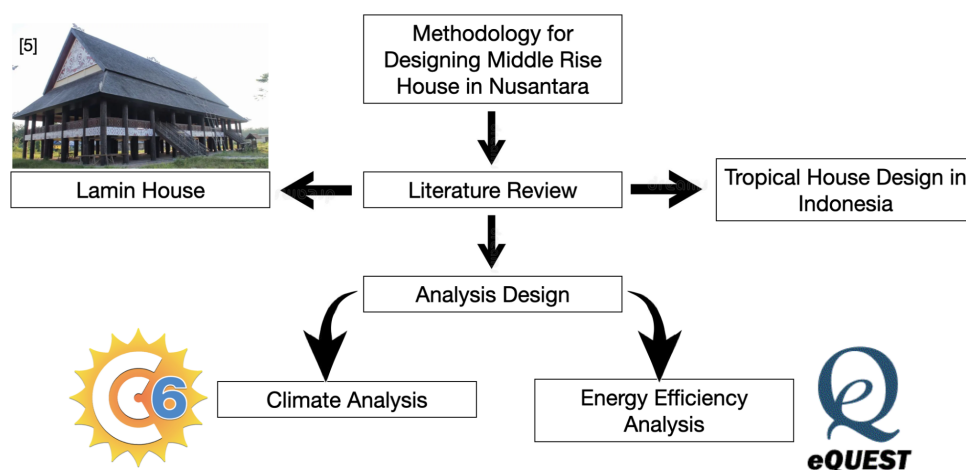 [5]
Methodology for
Designing Middle Rise
House in Nusantara
Lamin House
Literature Review
Tropical House Design in
Indonesia
Analysis Design
C 6
Climate Analysis
Energy Efficiency
Analysis
Q e
eQUEST